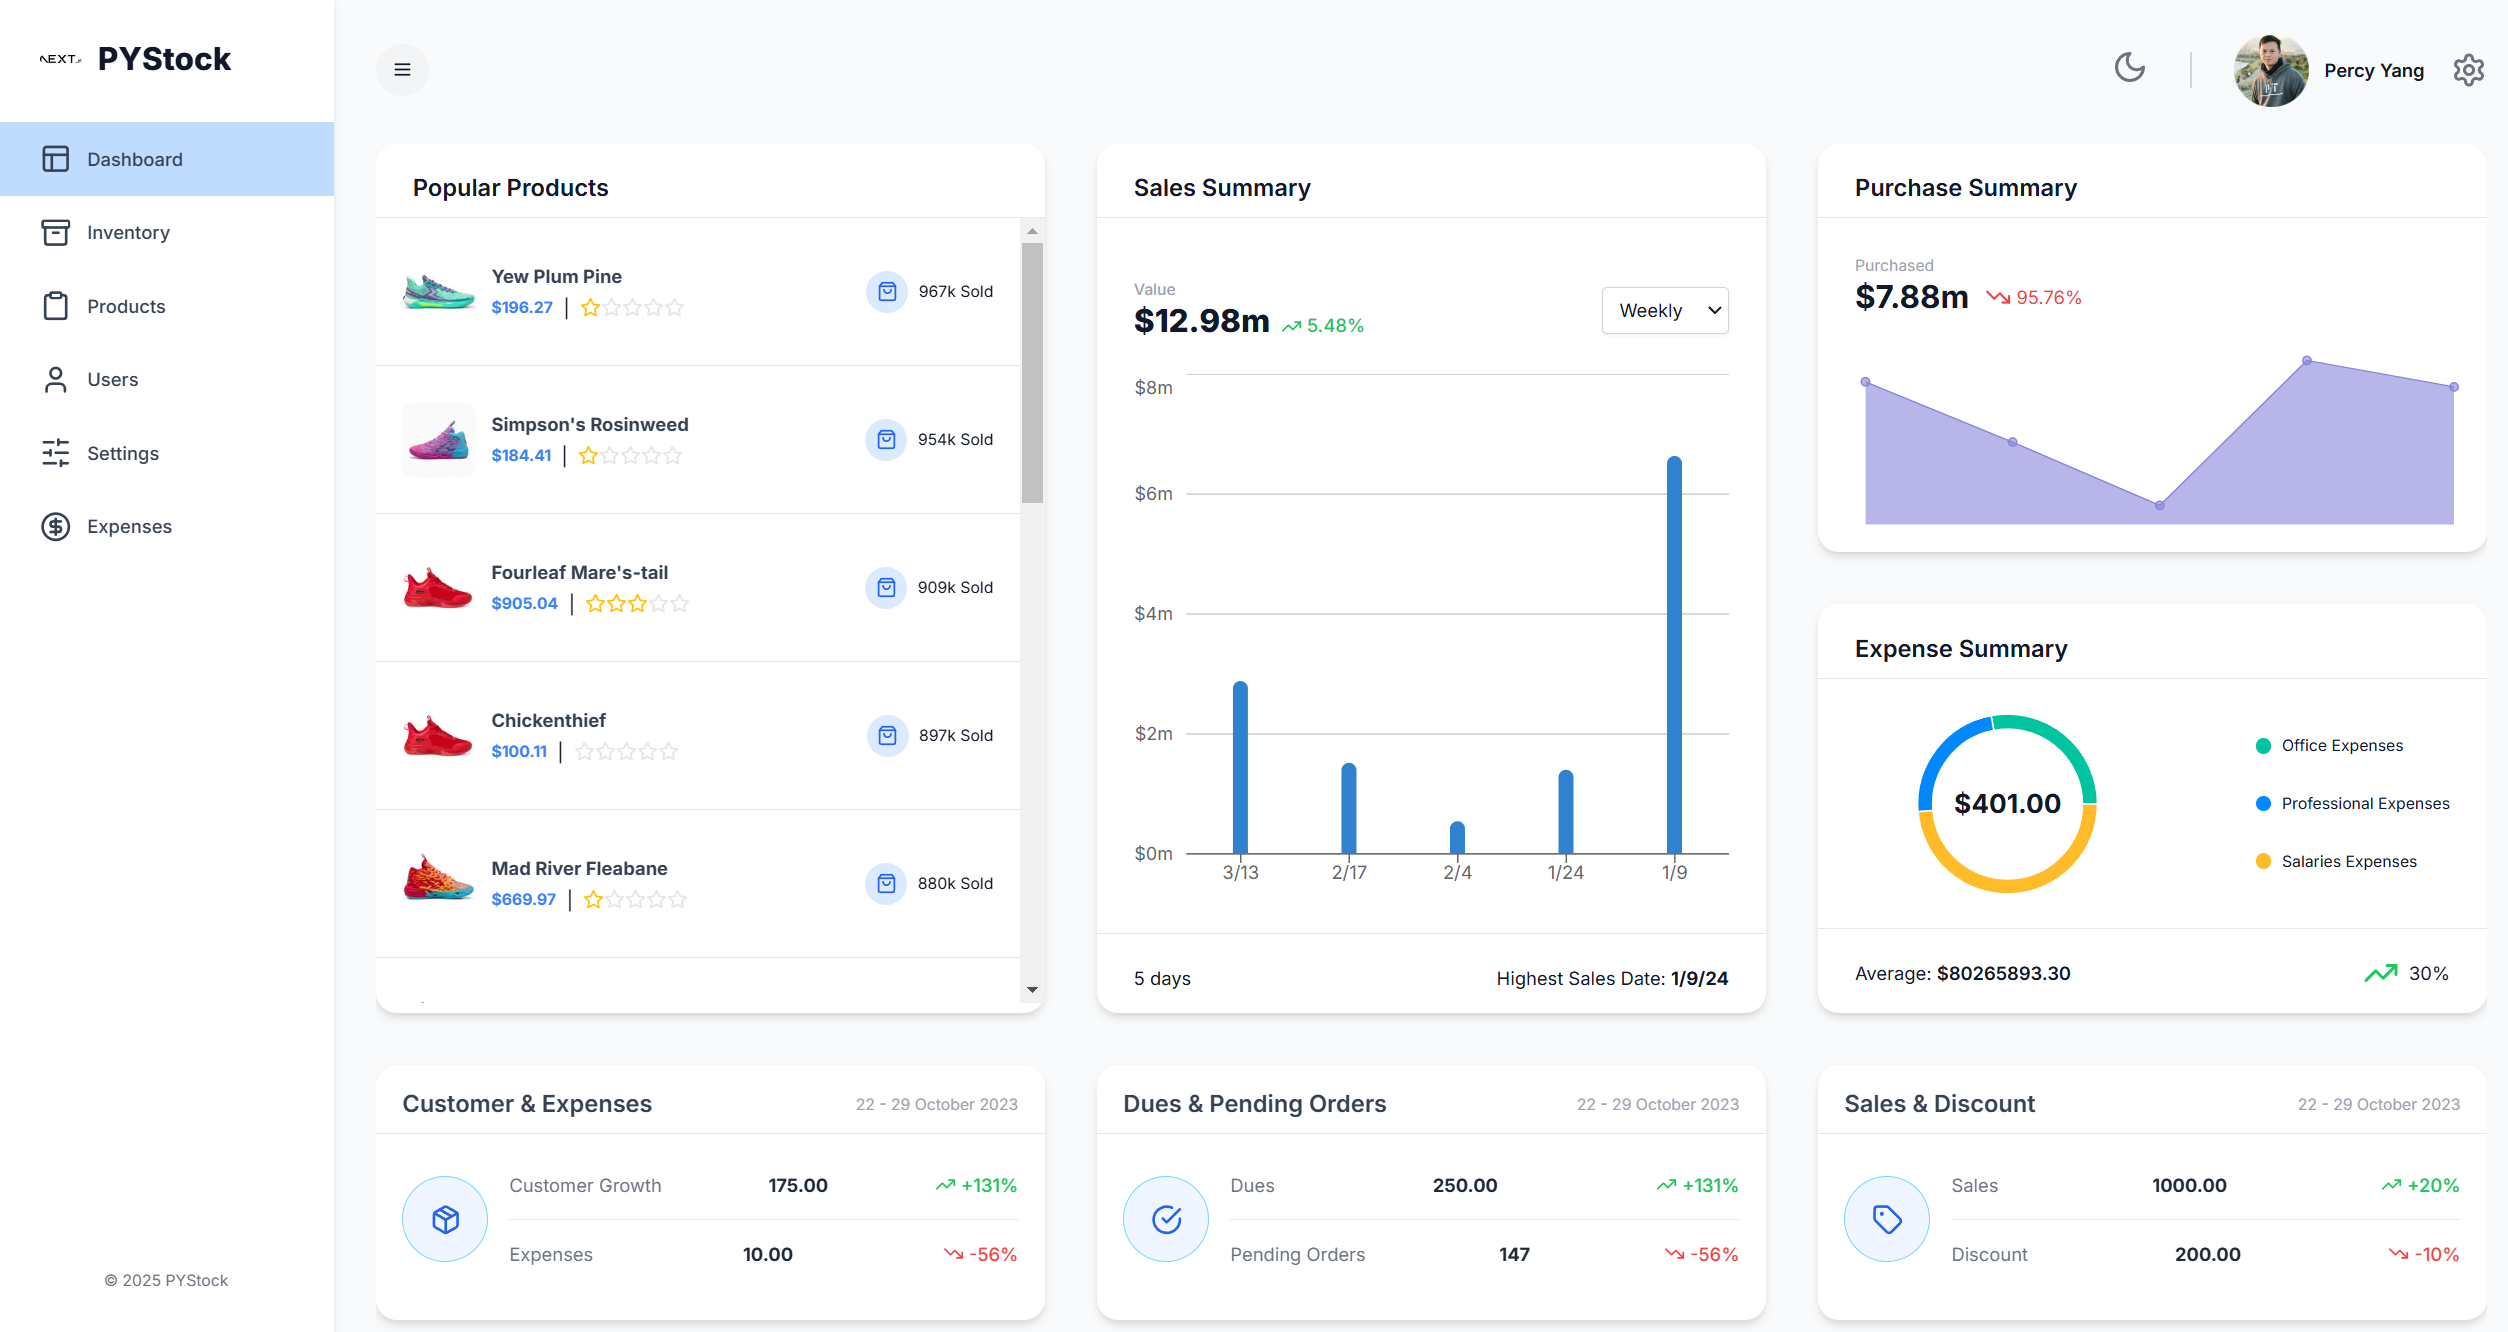 NEXT.JS PYStock
Dashboard
Inventory
Products
Users
Settings
Expenses
© 2025 PYStock
Percy Yang
Popular Products
Yew Plum Pine
$196.27 |
967k Sold
Simpson's Rosinweed
$184.41 |
954k Sold
Fourleaf Mare's-tail
$905.04 |
909k Sold
Chickenthief
$100.11 |
897k Sold
Mad River Fleabane
$669.97 |
880k Sold
Sales Summary
Value
$12.98m 5.48%
Weekly
$8m
$6m
$4m
$2m
$0m
3/13 2/17 2/4 1/24 1/9
5 days
Highest Sales Date: 1/9/24
Purchase Summary
Purchased
$7.88m 95.76%
Expense Summary
$401.00
Office Expenses
Professional Expenses
Salaries Expenses
Average: $80265893.30
30%
Customer & Expenses
22 - 29 October 2023
Customer Growth 175.00 +131%
Expenses 10.00 -56%
Dues & Pending Orders
22 - 29 October 2023
Dues 250.00 +131%
Pending Orders 147 -56%
Sales & Discount
22 - 29 October 2023
Sales 1000.00 +20%
Discount 200.00 -10%